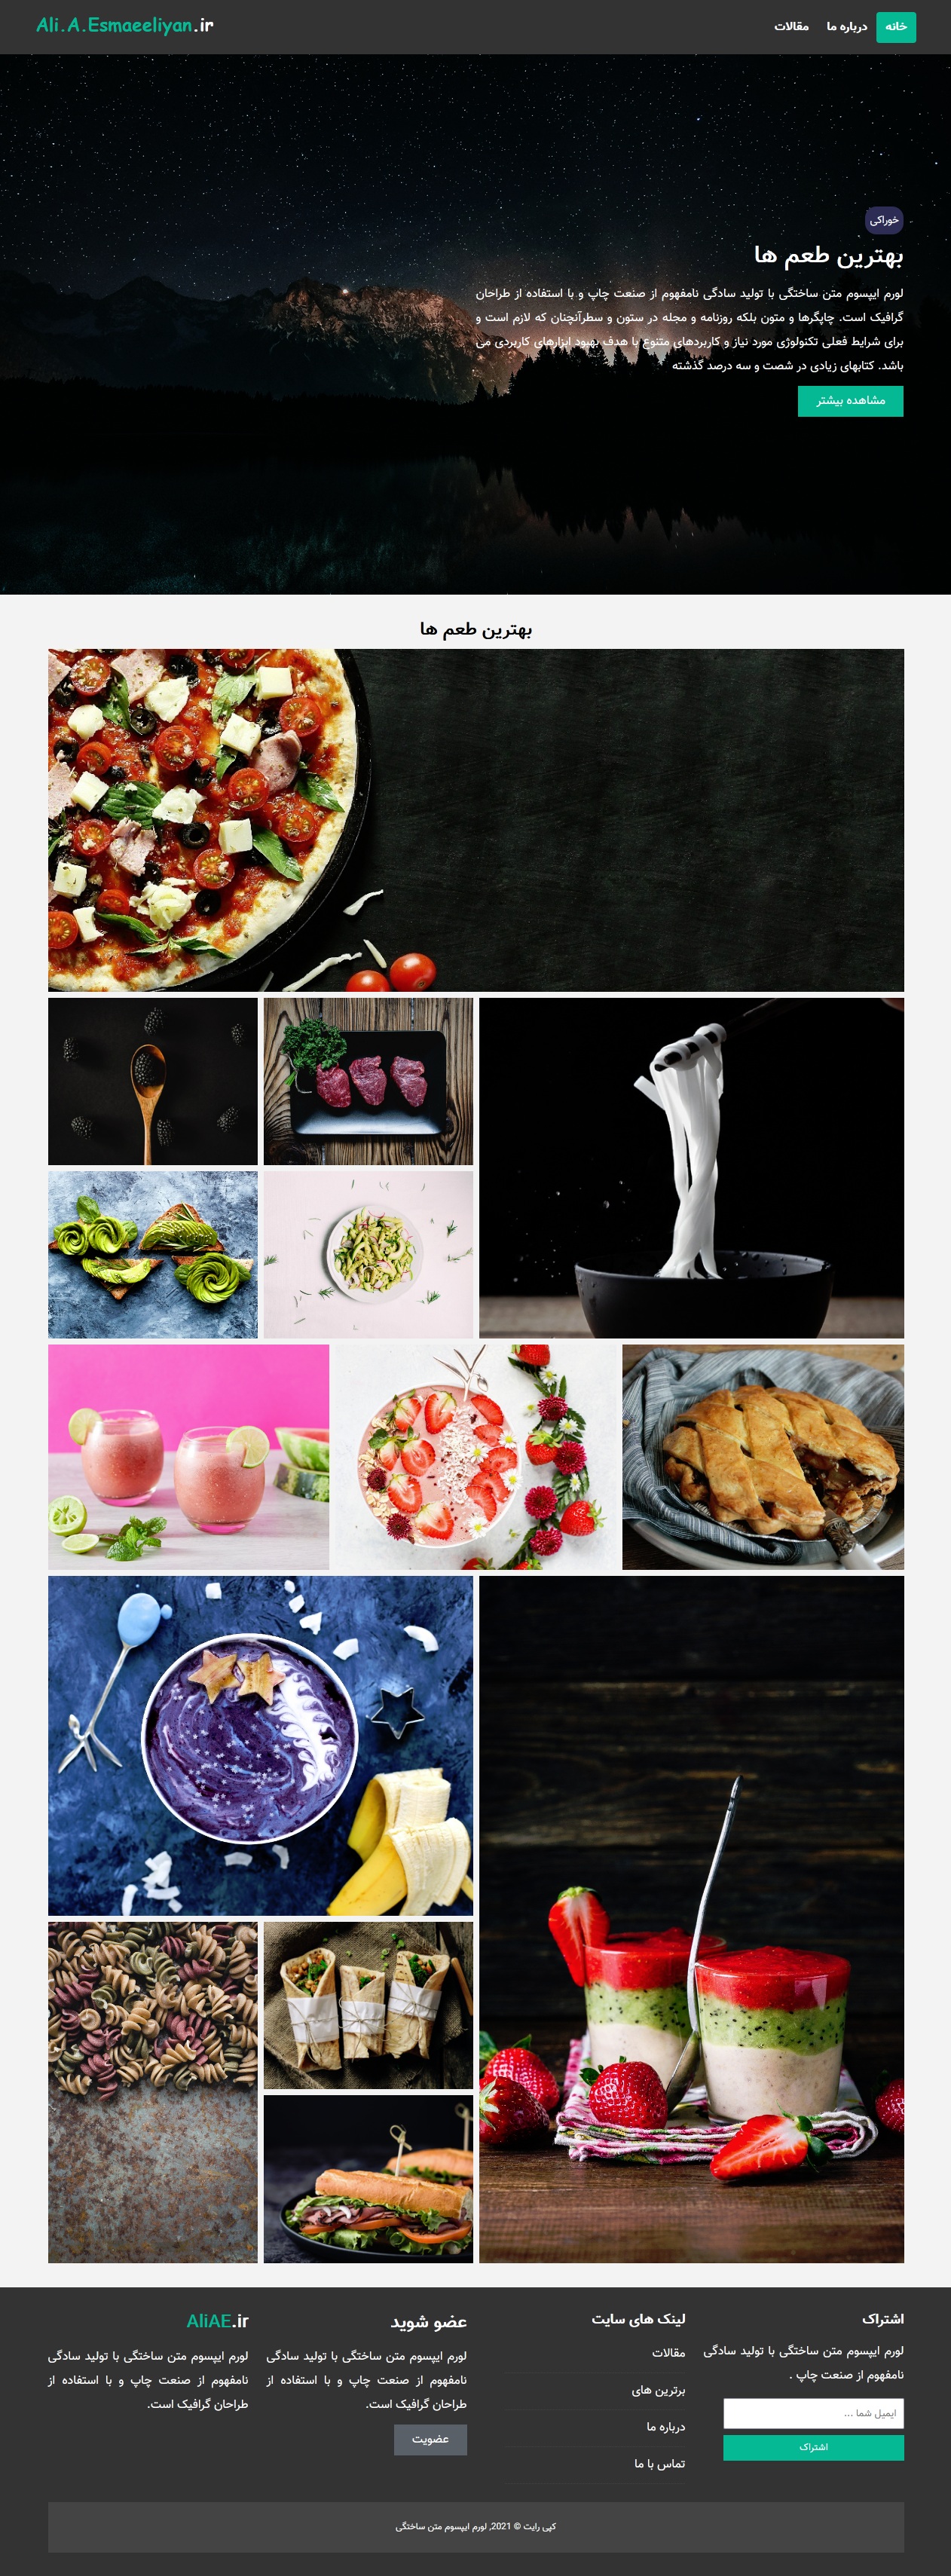 خانه
درباره ما
مقالات
Ali.A.Esmaeeliyan.ir
خوراکی
بهترین طعم ها
لورم ایپسوم متن ساختگی با تولید سادگی نامفهوم از صنعت چاپ و با استفاده از طراحان
گرافیک است. چاپگرها و متون بلکه روزنامه و مجله در ستون و سطرآنچنان که لازم است و
برای شرایط فعلی تکنولوژی مورد نیاز و کاربردهای متنوع با هدف بهبود ابزارهای کاربردی می
باشد. کتابهای زیادی در شصت و سه درصد گذشته
مشاهده بیشتر
بهترین طعم ها
اشتراک
لورم ایپسوم متن ساختگی با تولید سادگی
نامفهوم از صنعت چاپ .
ایمیل شما ...
اشتراک
لینک های سایت
مقالات
برترین های
درباره ما
تماس با ما
عضو شوید
لورم ایپسوم متن ساختگی با تولید سادگی
نامفهوم از صنعت چاپ و با استفاده از
طراحان گرافیک است.
عضویت
AliAE.ir
لورم ایپسوم متن ساختگی با تولید سادگی
نامفهوم از صنعت چاپ و با استفاده از
طراحان گرافیک است.
کپی رایت © 2021, لورم ایپسوم متن ساختگی